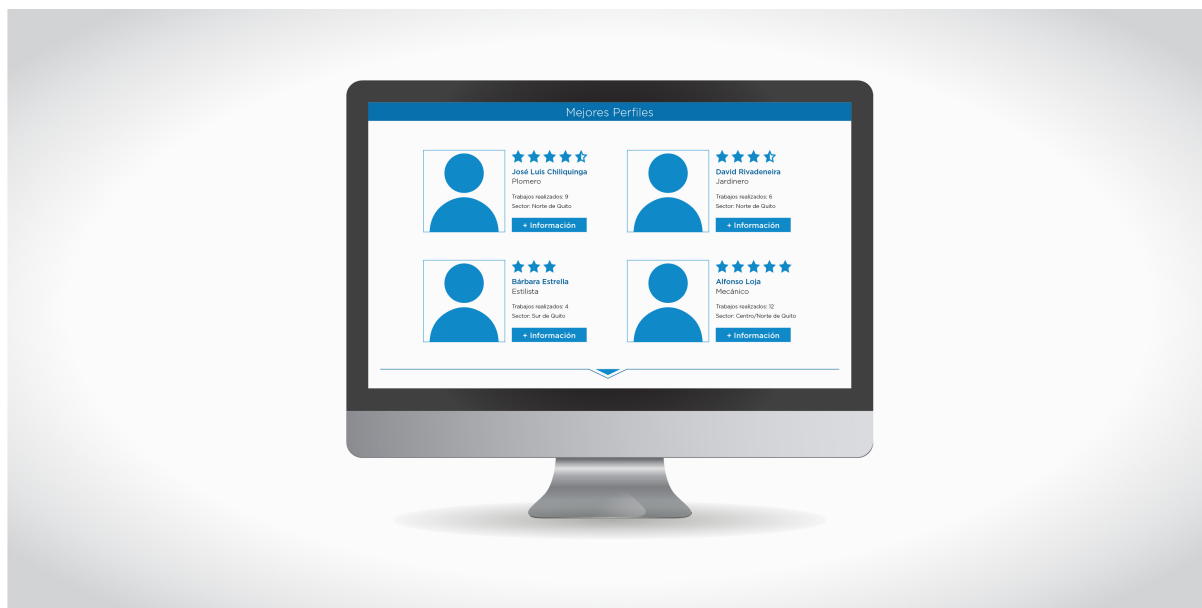 Mejores Perfiles
José Luis Chiliquinga
Plomero
Trabajos realizados: 9
Sector: Norte de Quito
+ Información
David Rivadeneira
Jardinero
Trabajos realizados: 6
Sector: Norte de Quito
+ Información
Bárbara Estrella
Estilista
Trabajos realizados: 4
Sector: Sur de Quito
+ Información
Alfonso Loja
Mecánico
Trabajos realizados: 12
Sector: Centro/Norte de Quito
+ Información